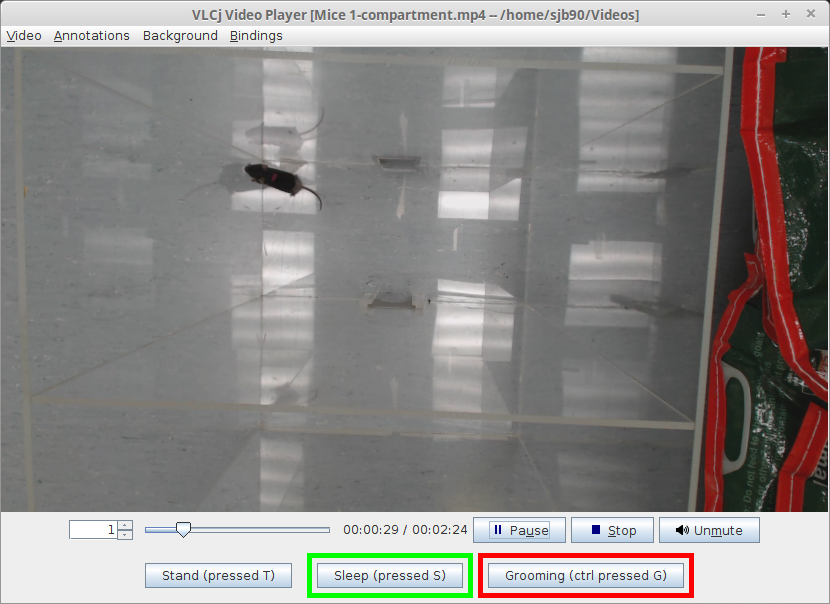 VLCj Video Player [Mice 1-compartment.mp4 -- /home/sjb90/Videos]
Video Annotations Background Bindings
1 00:00:29 / 00:02:24 Pause Stop Unmute
Stand (pressed T) Sleep (pressed S) Grooming (ctrl pressed G)